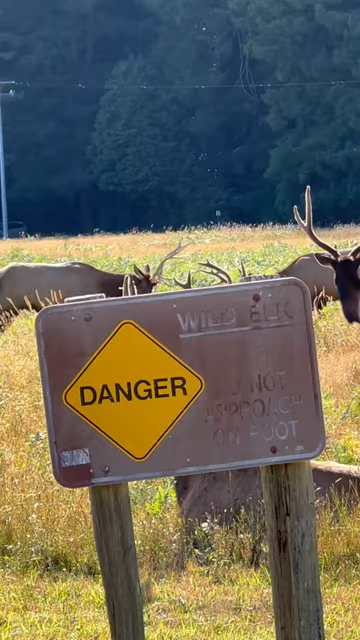 WILD ELK
DANGER
NOT
APPROACH
ON FOOT